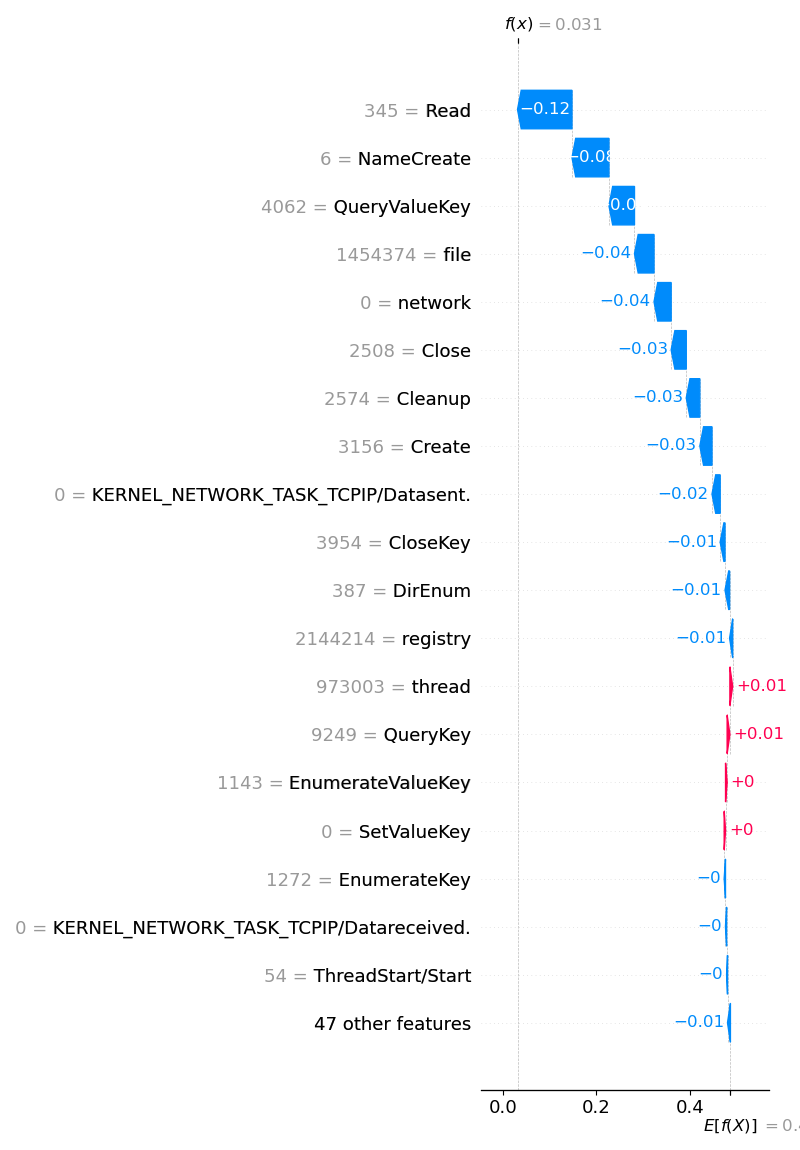 f(x) = 0.031
345 = Read
−0.12
6 = NameCreate
4062 = QueryValueKey
1454374 = file
−0.04
0 = network
−0.04
2508 = Close
−0.03
2574 = Cleanup
−0.03
3156 = Create
−0.03
0 = KERNEL_NETWORK_TASK_TCPIP/Datasent.
−0.02
3954 = CloseKey
−0.01
387 = DirEnum
−0.01
2144214 = registry
−0.01
973003 = thread
+0.01
9249 = QueryKey
+0.01
1143 = EnumerateValueKey
+0
0 = SetValueKey
+0
1272 = EnumerateKey
−0
0 = KERNEL_NETWORK_TASK_TCPIP/Datareceived.
−0
54 = ThreadStart/Start
−0
47 other features
−0.01
0.0 0.2 0.4
E[f(X)] =